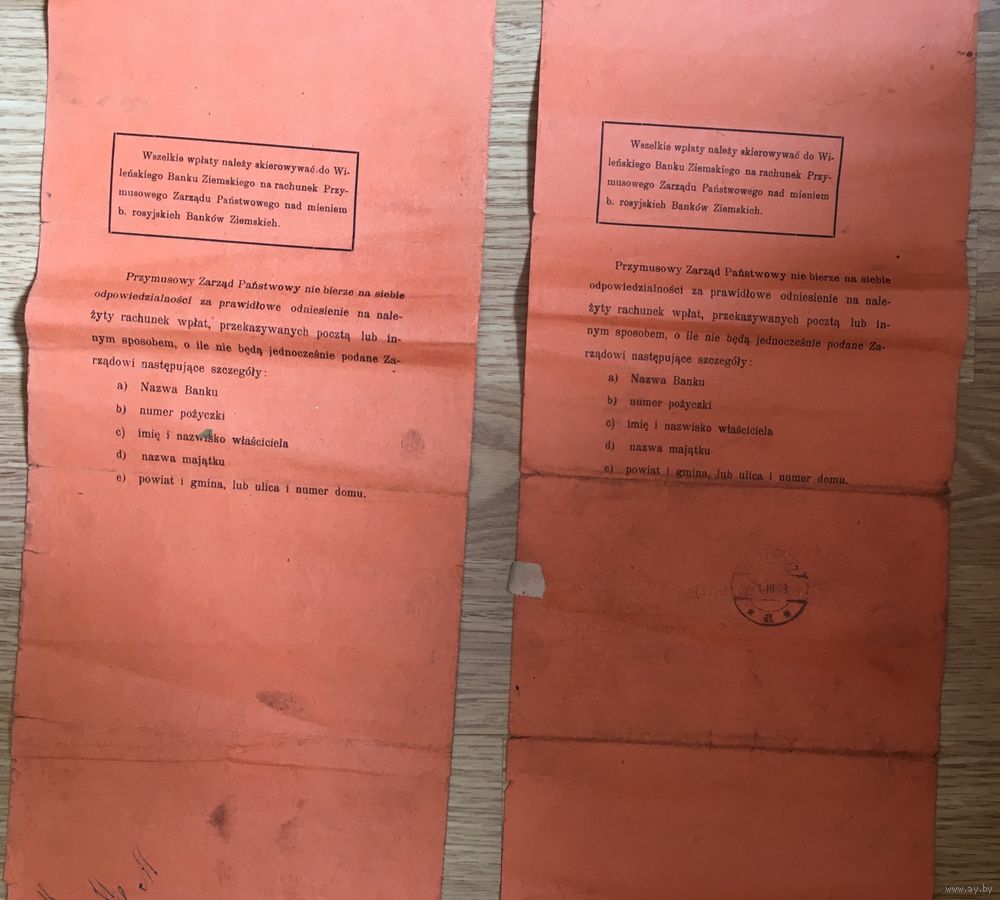 Wszelkie wpłaty należy skierowywać do Wi-
leńskiego Banku Ziemskiego na rachunek Przy-
musowego Zarządu Państwowego nad mieniem
b. rosyjskich Banków Ziemskich.
Przymusowy Zarząd Państwowy nie bierze na siebie
odpowiedzialności za prawidłowe odniesienie na nale-
żyty rachunek wpłat, przekazywanych pocztą lub in-
nym sposobem, o ile nie będą jednocześnie podane Za-
rządowi następujące szczegóły:
a) Nazwa Banku
b) numer pożyczki
c) imię i nazwisko właściciela
d) nazwa majątku
e) powiat i gmina, lub ulica i numer domu.
Wszelkie wpłaty należy skierowywać do Wi-
leńskiego Banku Ziemskiego na rachunek Przy-
musowego Zarządu Państwowego nad mieniem
b. rosyjskich Banków Ziemskich.
Przymusowy Zarząd Państwowy nie bierze na siebie
odpowiedzialności za prawidłowe odniesienie na nale-
żyty rachunek wpłat, przekazywanych pocztą lub in-
nym sposobem, o ile nie będą jednocześnie podane Za-
rządowi następujące szczegóły:
a) Nazwa Banku
b) numer pożyczki
c) imię i nazwisko właściciela
d) nazwa majątku
e) powiat i gmina, lub ulica i numer domu.
* a *
www.ay.by